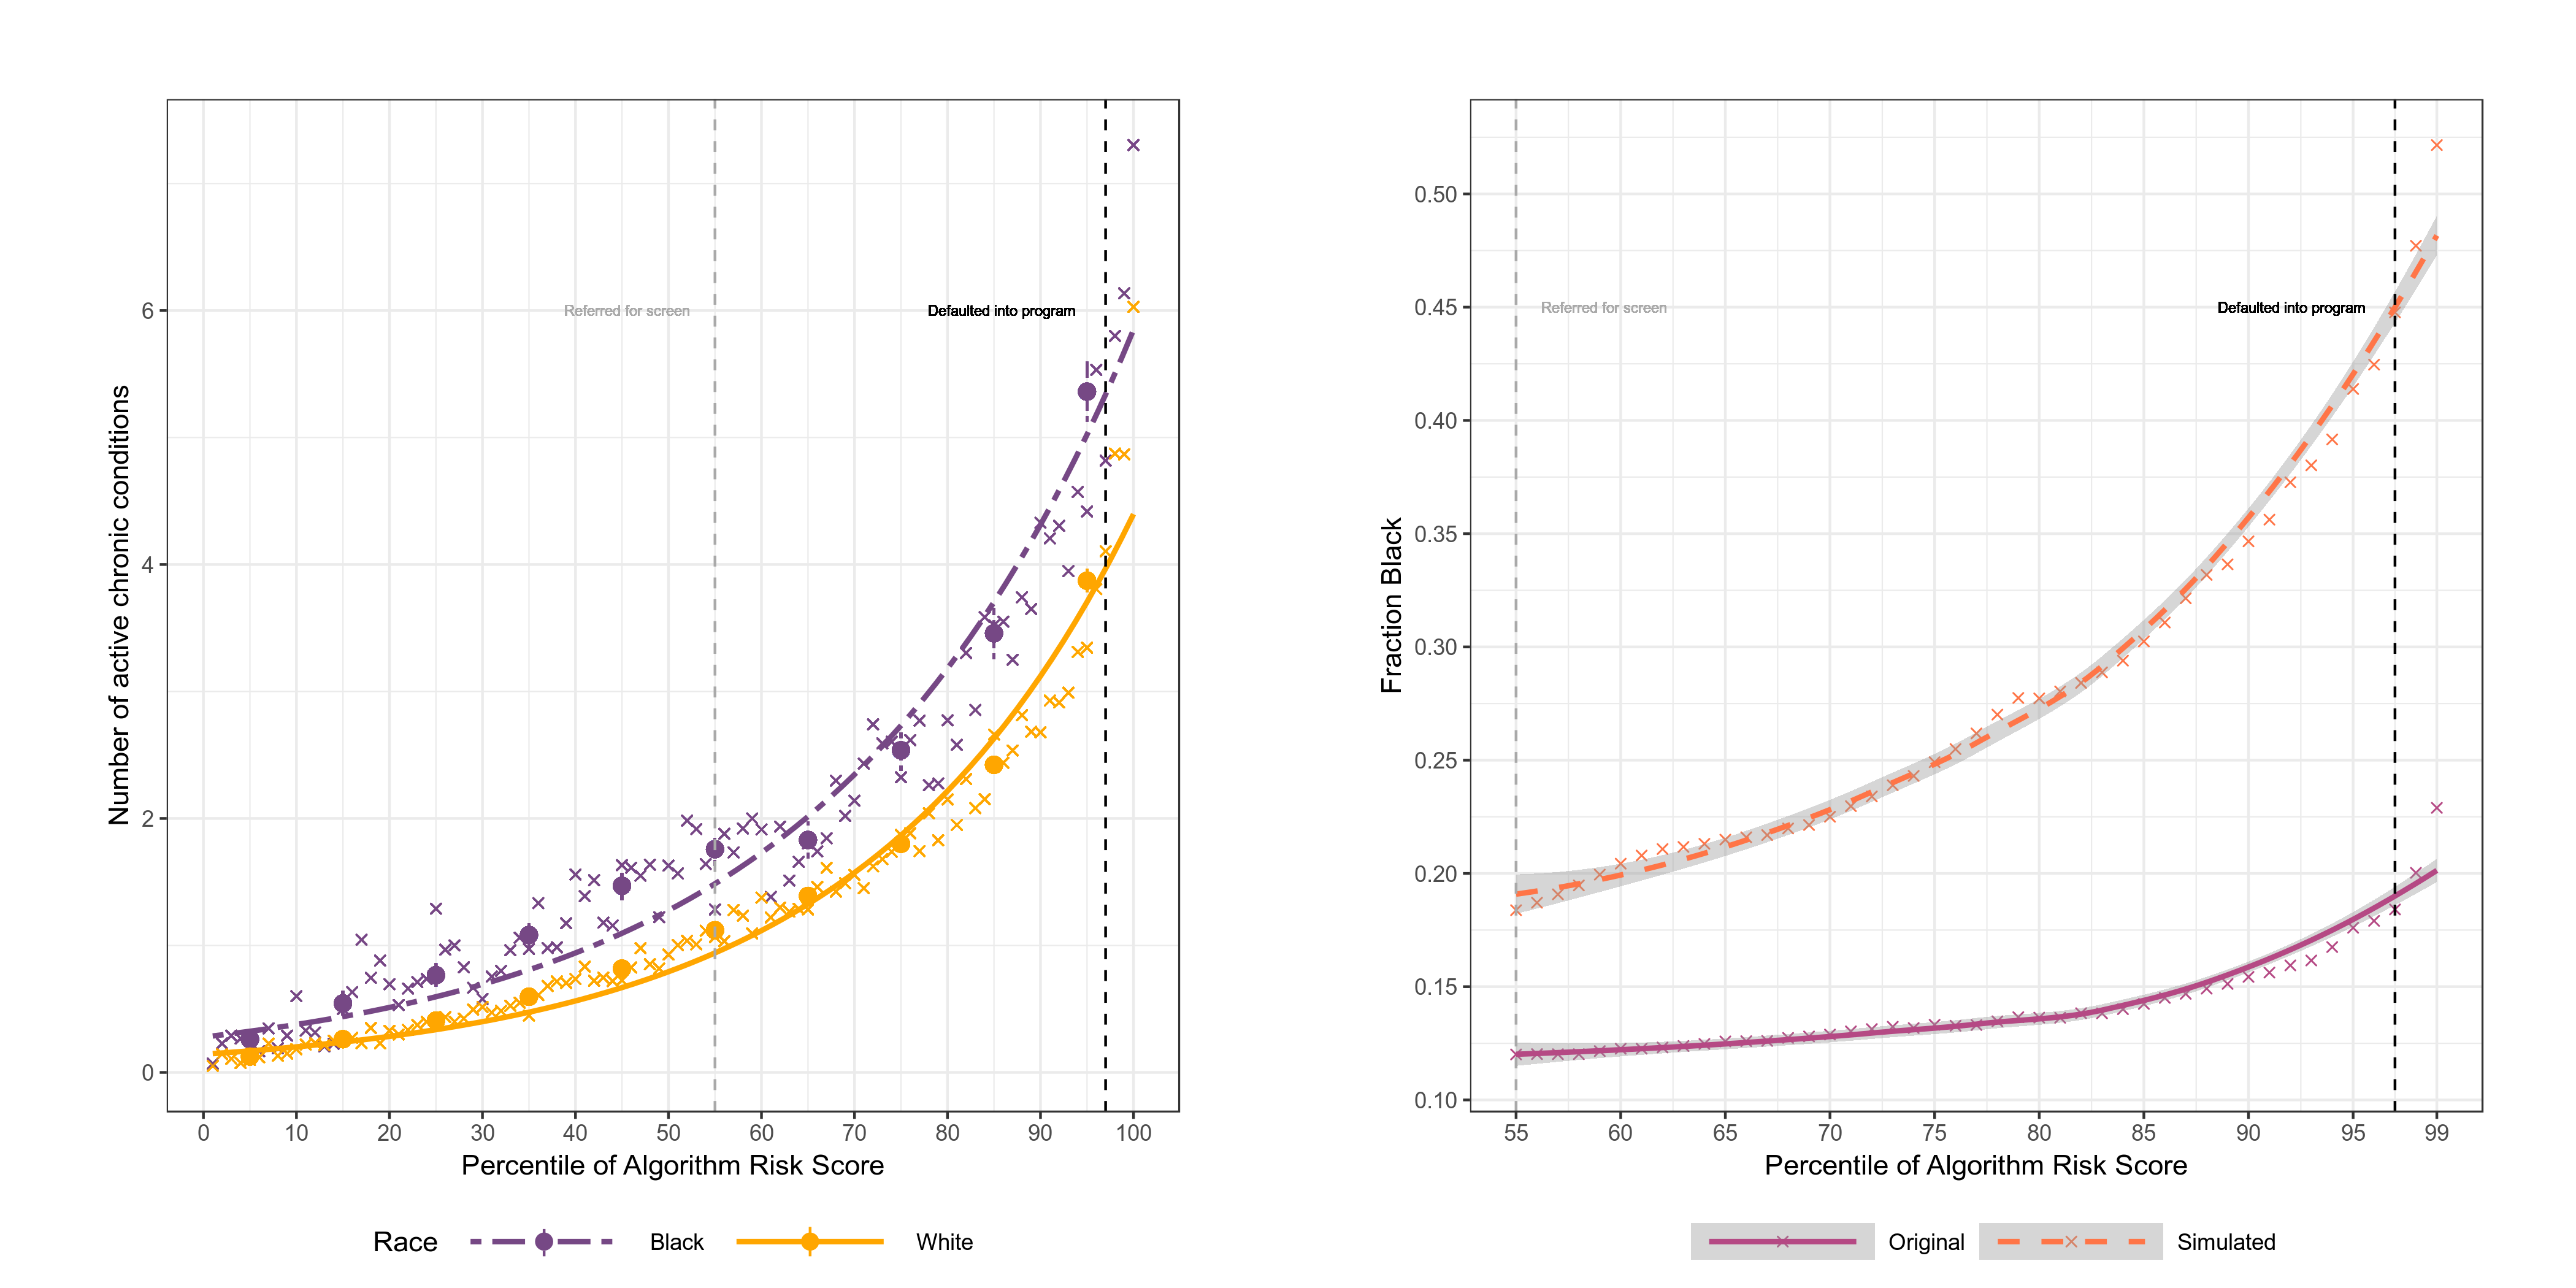 Number of active chronic conditions
6
4
2
0
Referred for screen
Defaulted into program
0 10 20 30 40 50 60 70 80 90 100
Percentile of Algorithm Risk Score
Race Black White
Fraction Black
0.50
0.45
0.40
0.35
0.30
0.25
0.20
0.15
0.10
Referred for screen
Defaulted into program
55 60 65 70 75 80 85 90 95 99
Percentile of Algorithm Risk Score
Original Simulated